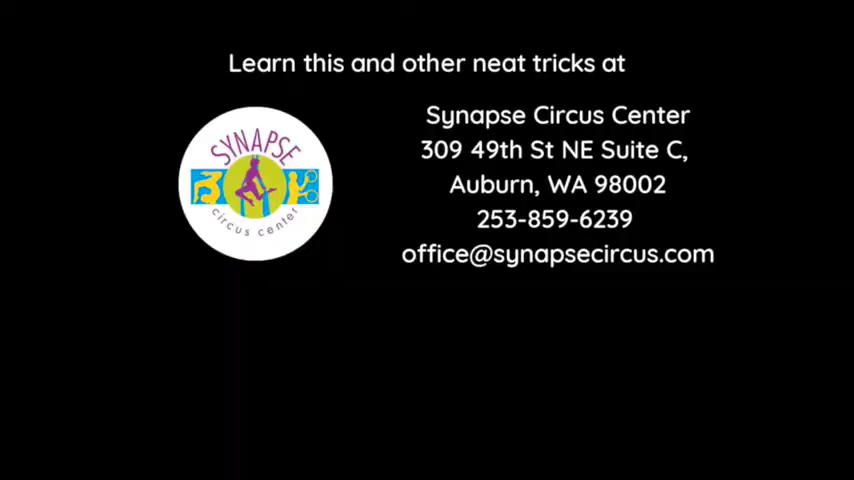 Learn this and other neat tricks at
SYNAPSE
circus center
Synapse Circus Center
309 49th St NE Suite C,
Auburn, WA 98002
253-859-6239
office@synapsecircus.com